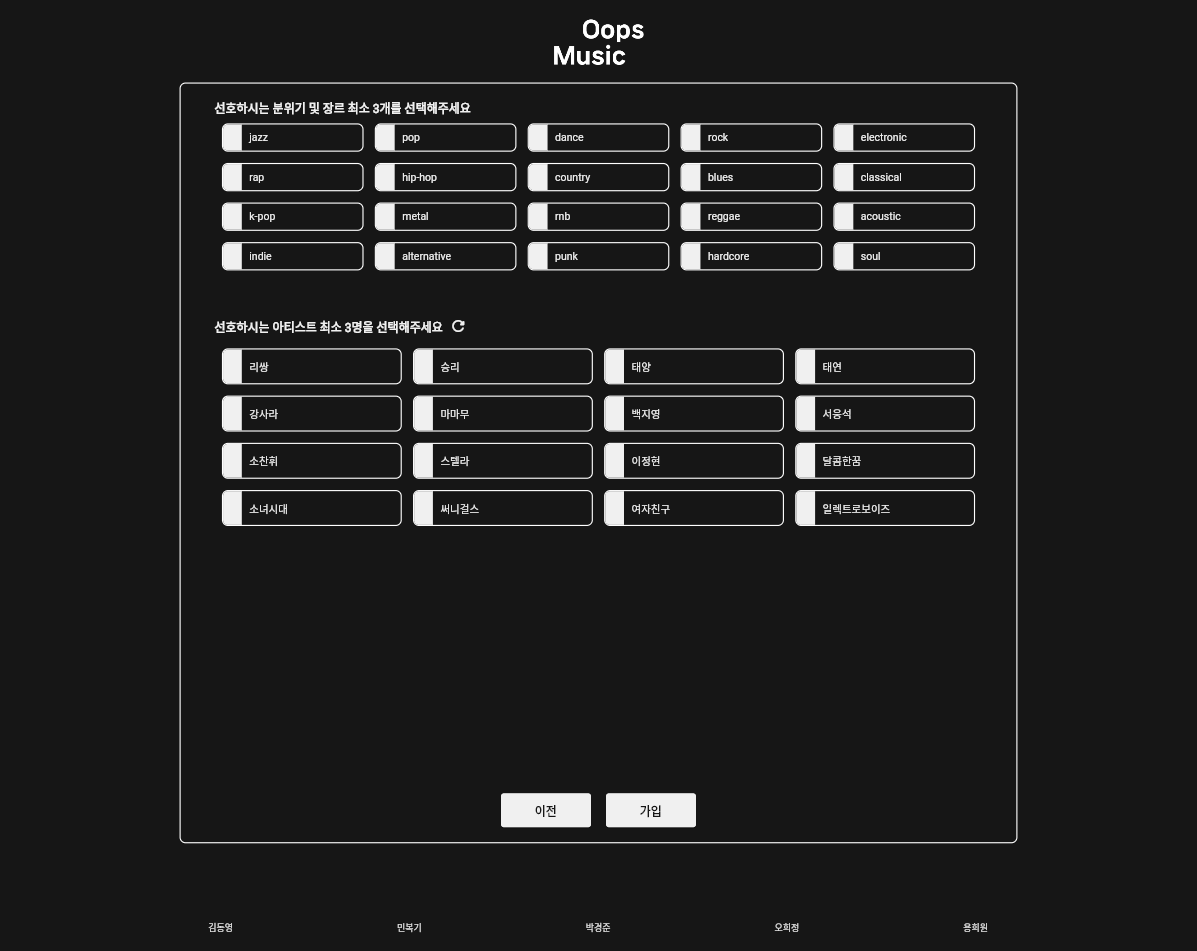 Oops
Music
선호하시는 분위기 및 장르 최소 3개를 선택해주세요
jazz pop dance rock electronic
rap hip-hop country blues classical
k-pop metal rnb reggae acoustic
indie alternative punk hardcore soul
선호하시는 아티스트 최소 3명을 선택해주세요
리쌍 승리 태양 태연
강사라 마마무 백지영 서웅석
소찬휘 스텔라 이정현 달콤한꿈
소녀시대 써니걸스 여자친구 일렉트로보이즈
이전 가입
김동영 민복기 박경준 오희정 용희원